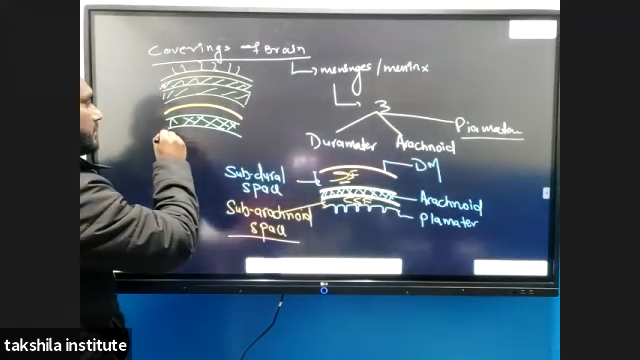 Coverings of Brain
meninges / meninx
3
Duramater
Arachnoid
Piamater
DM
Sub-dural
space
Arachnoid
Sub-arachnoid
space
Piamater
CSF
LG
takshila institute